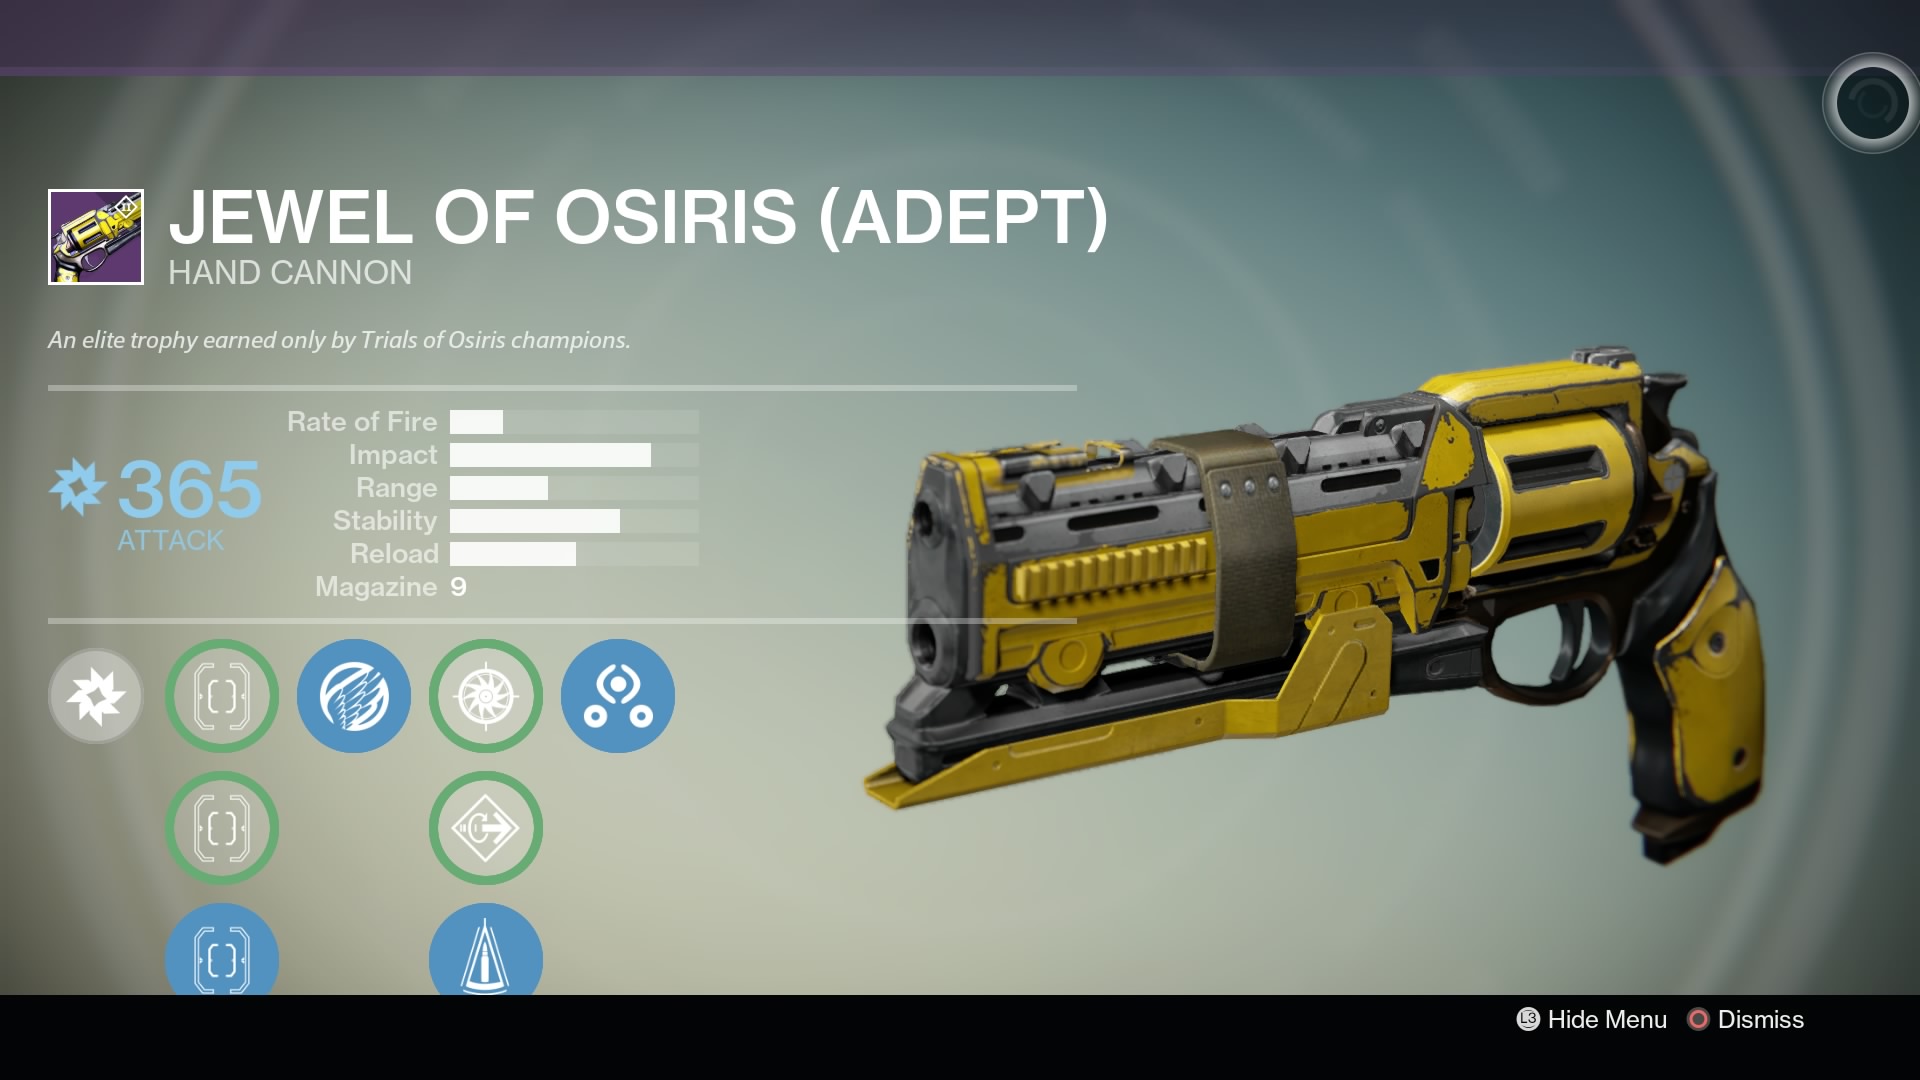 JEWEL OF OSIRIS (ADEPT)
HAND CANNON
An elite trophy earned only by Trials of Osiris champions.
365
ATTACK
Rate of Fire
Impact
Range
Stability
Reload
Magazine 9
L3 Hide Menu Dismiss